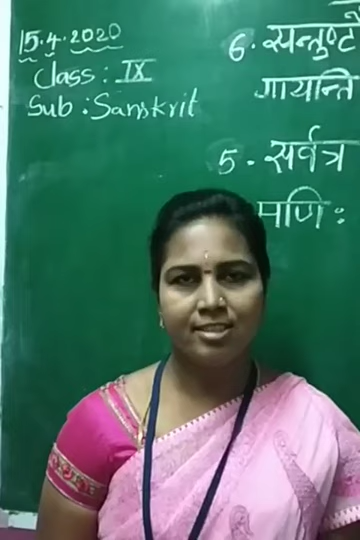 15.4.2020
Class : IX
Sub : Sanskrit
6. सन्तुष्टै
गायन्ति
5 - सर्वत्र
मणि :